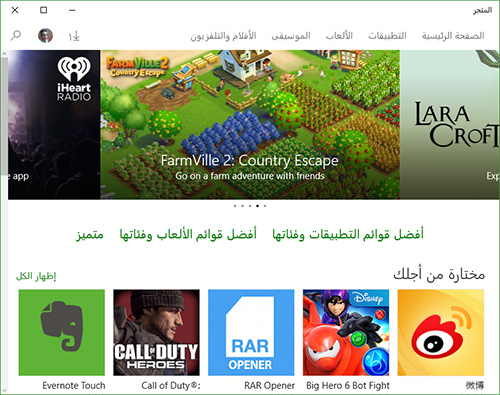 المتجر
الصفحة الرئيسية التطبيقات الألعاب الموسيقى الأفلام والتلفزيون
١
LARA
CROFT
Exp
FARMVILLE 2
Country Escape
FarmVille 2: Country Escape
Go on a farm adventure with friends
iHeart
RADIO
e app
أفضل قوائم التطبيقات وفئاتها أفضل قوائم الألعاب وفئاتها متميز
مختارة من أجلك
إظهار الكل
微博
Disney
Big Hero 6 Bot Fight
RAR
OPENER
RAR Opener
CALL OF DUTY
HEROES
Call of Duty®:
Evernote Touch